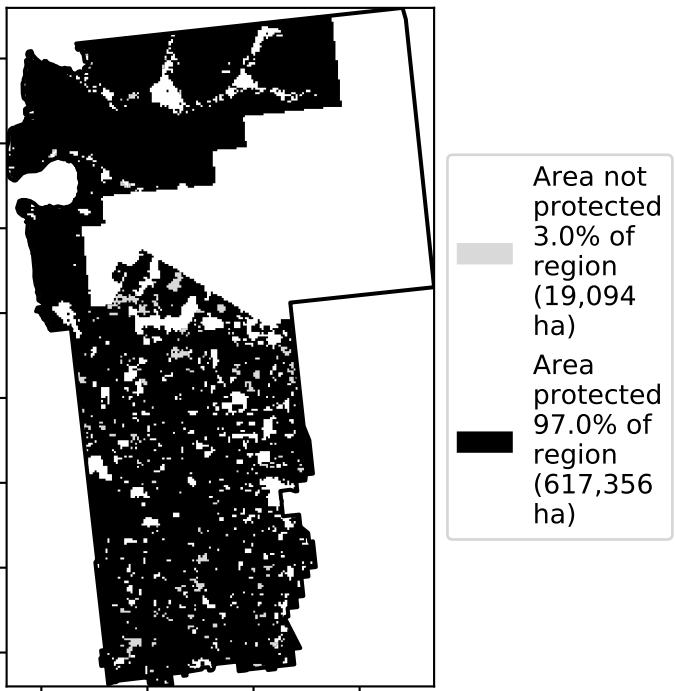 Area not
protected
3.0% of
region
(19,094
ha)
Area
protected
97.0% of
region
(617,356
ha)